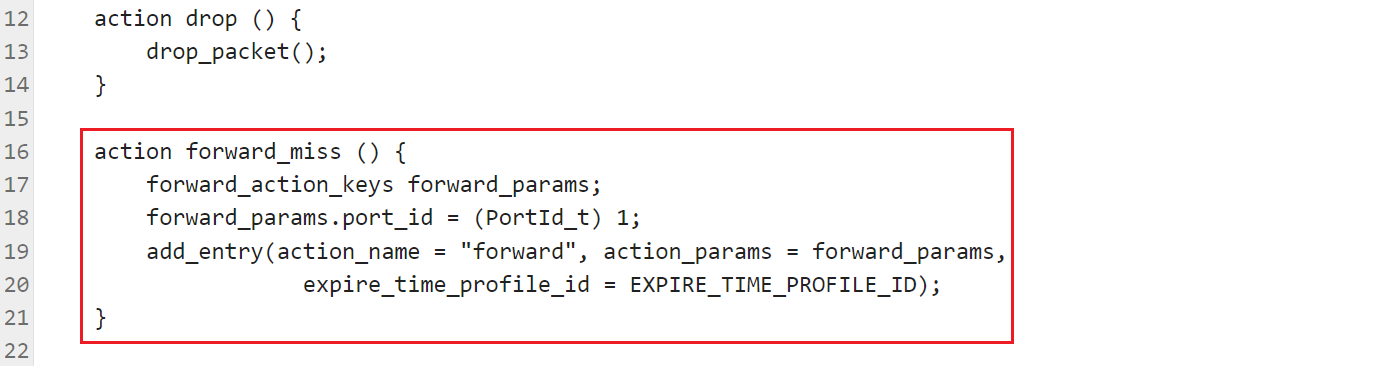 12 action drop () {
13 drop_packet();
14 }
15
16 action forward_miss () {
17 forward_action_keys forward_params;
18 forward_params.port_id = (PortId_t) 1;
19 add_entry(action_name = "forward", action_params = forward_params,
20 expire_time_profile_id = EXPIRE_TIME_PROFILE_ID);
21 }
22